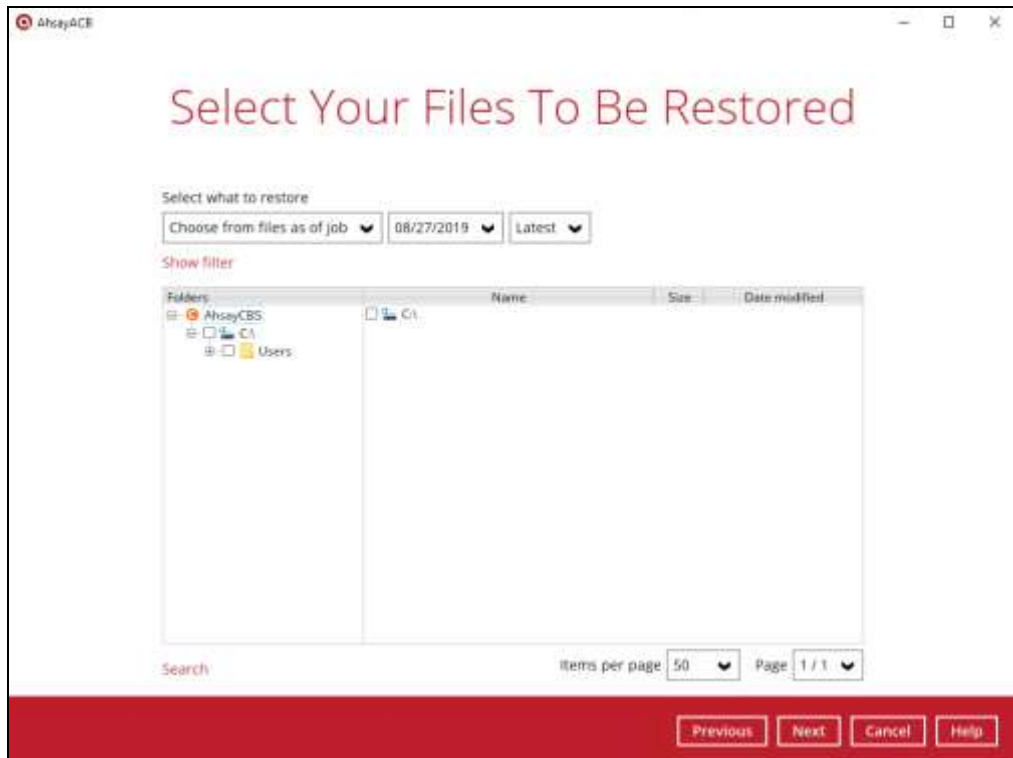 AhsayACB
Select Your Files To Be Restored
Select what to restore
Choose from files as of job 08/27/2019 Latest
Show filter
Folders Name Size Date modified
AhsayCBS C:\
C:\
Users
Search Items per page 50 Page 1 / 1
Previous Next Cancel Help